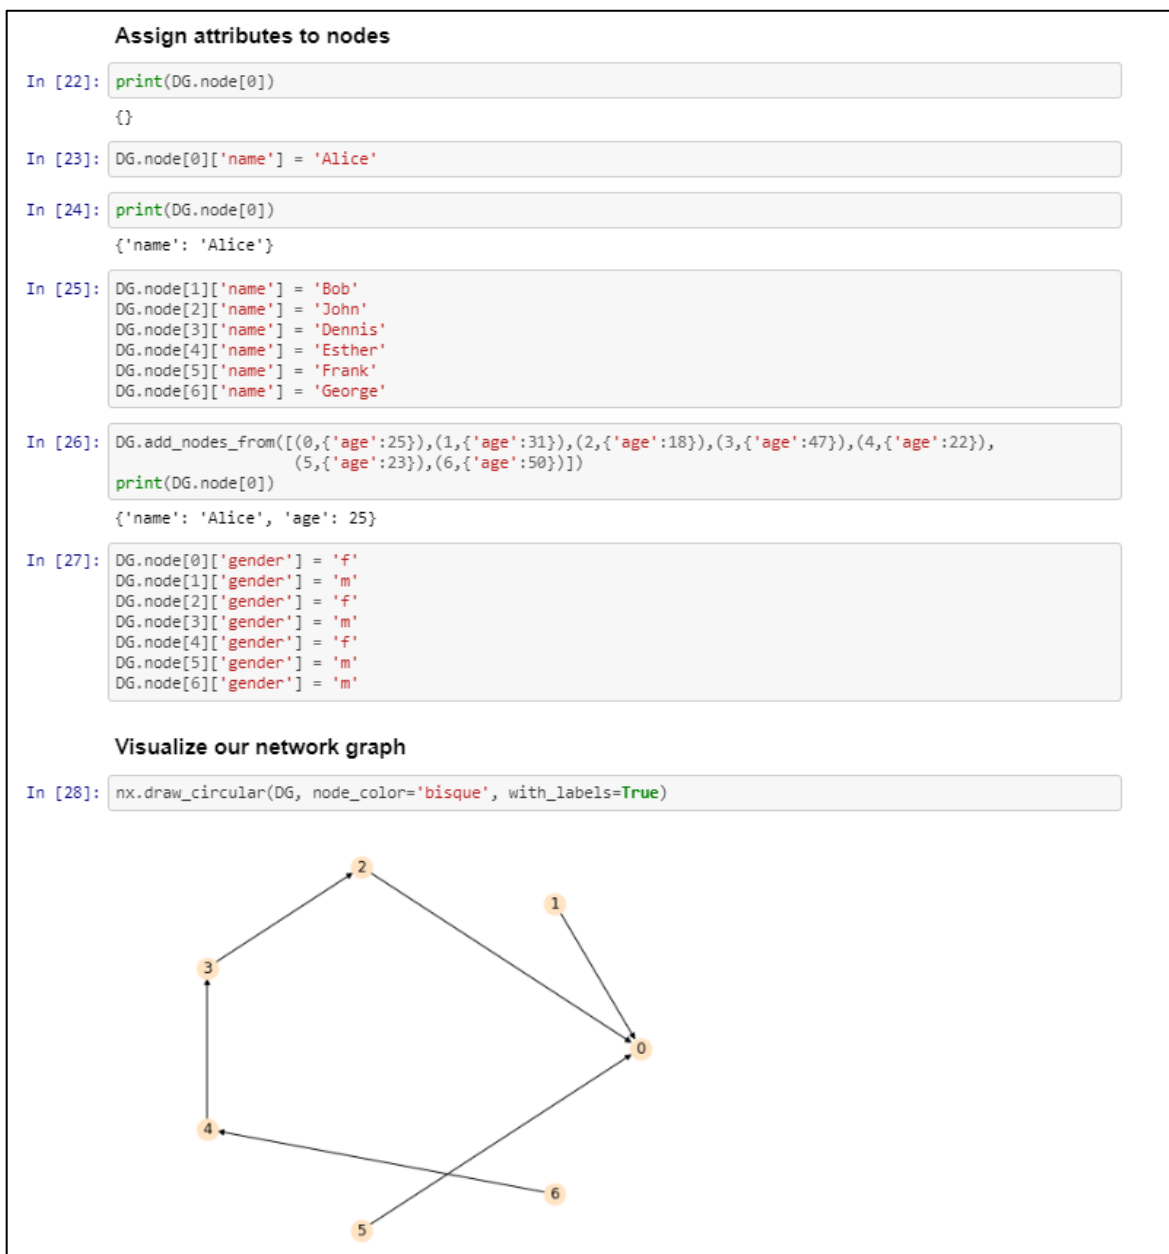 Assign attributes to nodes
In [22]: print(DG.node[0])
{}
In [23]: DG.node[0]['name'] = 'Alice'
In [24]: print(DG.node[0])
{'name': 'Alice'}
In [25]: DG.node[1]['name'] = 'Bob'
DG.node[2]['name'] = 'John'
DG.node[3]['name'] = 'Dennis'
DG.node[4]['name'] = 'Esther'
DG.node[5]['name'] = 'Frank'
DG.node[6]['name'] = 'George'
In [26]: DG.add_nodes_from([(0,{'age':25}),(1,{'age':31}),(2,{'age':18}),(3,{'age':47}),(4,{'age':22}),
(5,{'age':23}),(6,{'age':50})])
print(DG.node[0])
{'name': 'Alice', 'age': 25}
In [27]: DG.node[0]['gender'] = 'f'
DG.node[1]['gender'] = 'm'
DG.node[2]['gender'] = 'f'
DG.node[3]['gender'] = 'm'
DG.node[4]['gender'] = 'f'
DG.node[5]['gender'] = 'm'
DG.node[6]['gender'] = 'm'
Visualize our network graph
In [28]: nx.draw_circular(DG, node_color='bisque', with_labels=True)
2
1
3
0
4
6
5